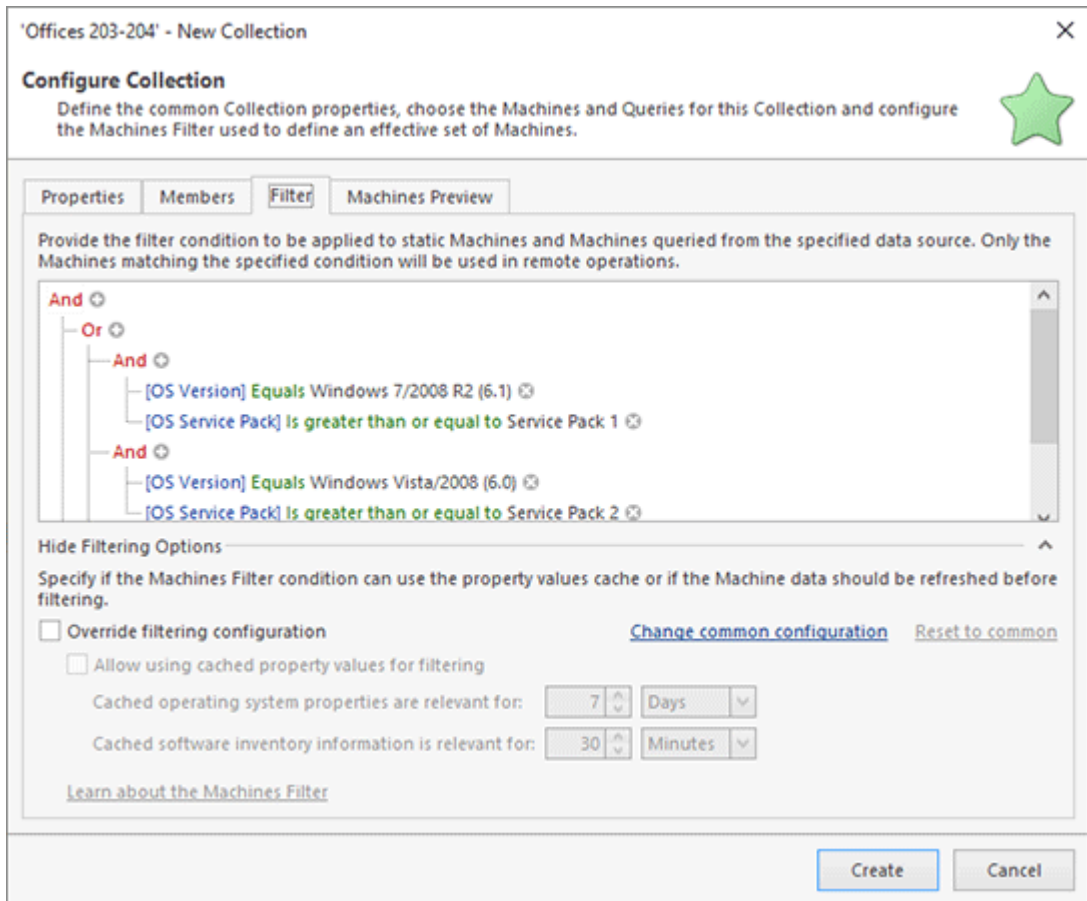 'Offices 203-204' - New Collection
Configure Collection
Define the common Collection properties, choose the Machines and Queries for this Collection and configure
the Machines Filter used to define an effective set of Machines.
Properties Members Filter Machines Preview
Provide the filter condition to be applied to static Machines and Machines queried from the specified data source. Only the
Machines matching the specified condition will be used in remote operations.
And
Or
And
[OS Version] Equals Windows 7/2008 R2 (6.1)
[OS Service Pack] Is greater than or equal to Service Pack 1
And
[OS Version] Equals Windows Vista/2008 (6.0)
[OS Service Pack] Is greater than or equal to Service Pack 2
Hide Filtering Options
Specify if the Machines Filter condition can use the property values cache or if the Machine data should be refreshed before
filtering.
Override filtering configuration Change common configuration Reset to common
Allow using cached property values for filtering
Cached operating system properties are relevant for: 7 Days
Cached software inventory information is relevant for: 30 Minutes
Learn about the Machines Filter
Create Cancel